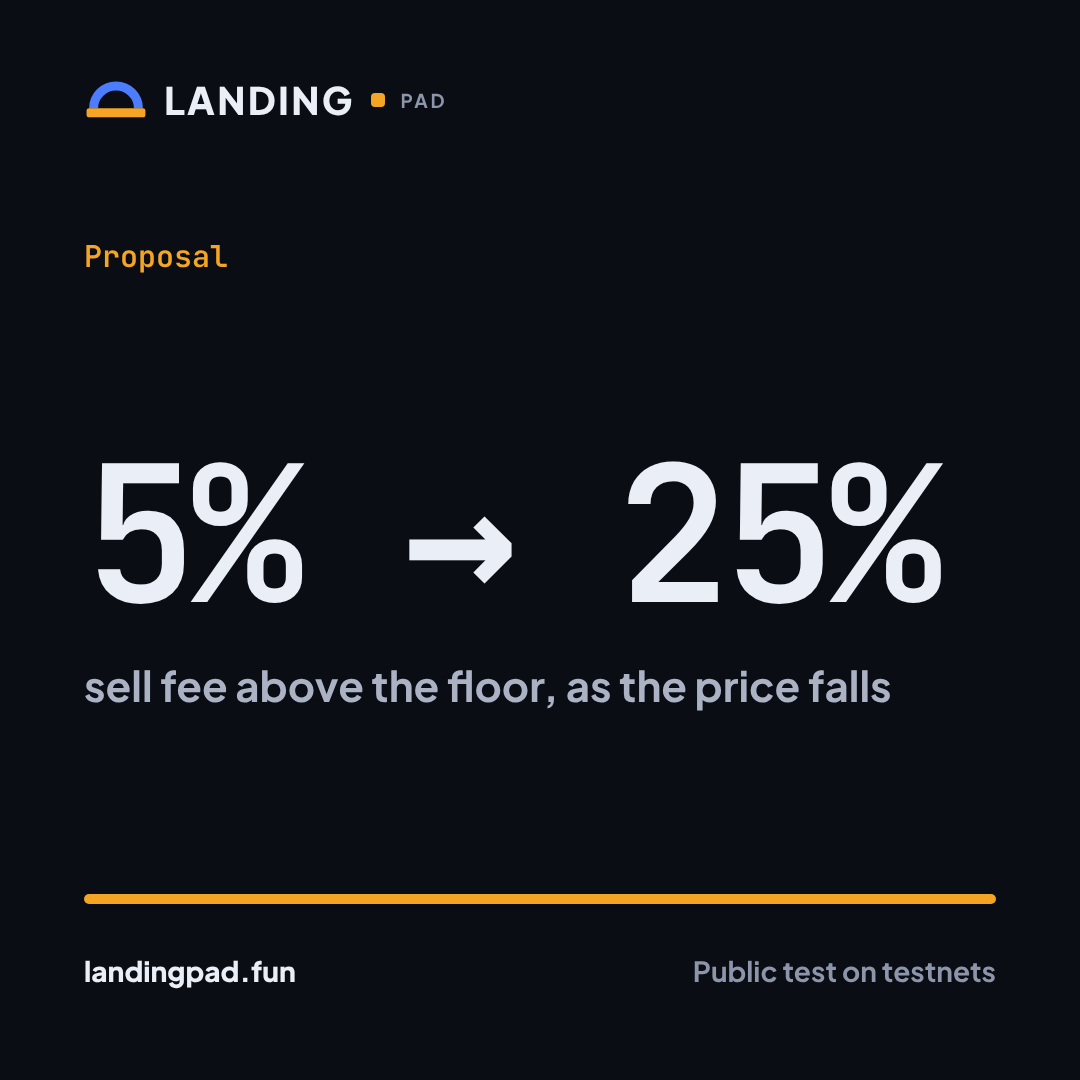 LANDING PAD
Proposal
5% → 25%
sell fee above the floor, as the price falls
landingpad.fun
Public test on testnets